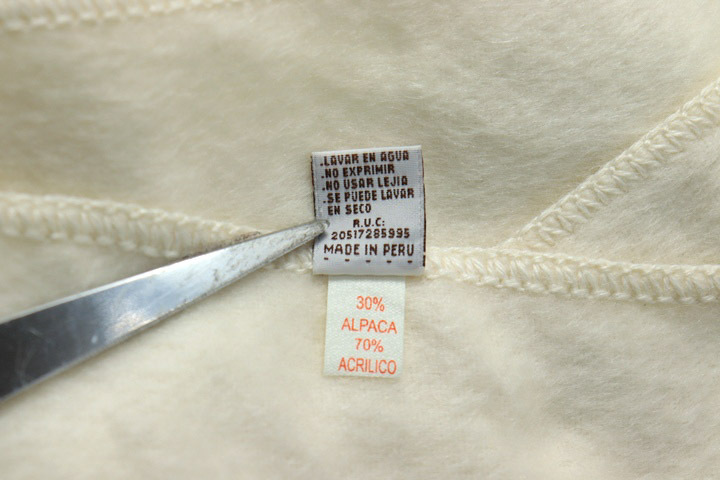 .LAVAR EN AGUA
.NO EXPRIMIR
.NO USAR LEJIA
.SE PUEDE LAVAR
EN SECO
R.U.C:
20517285995
MADE IN PERU
30%
ALPACA
70%
ACRILICO